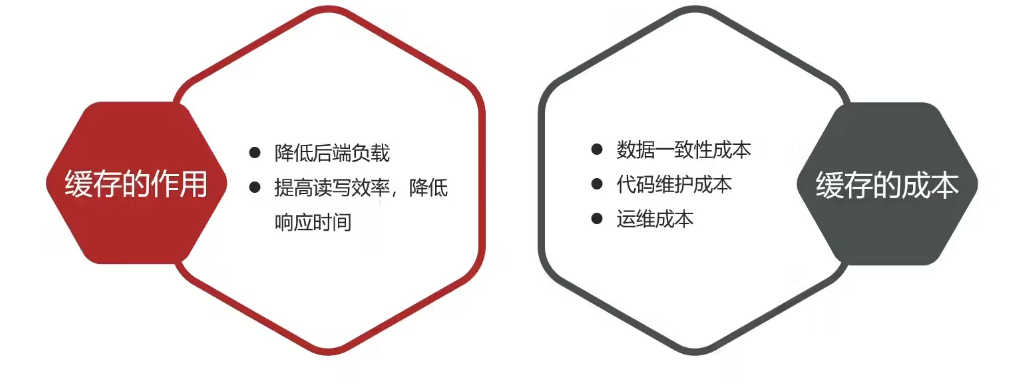 缓存的作用
● 降低后端负载
● 提高读写效率，降低
响应时间
● 数据一致性成本
● 代码维护成本
● 运维成本
缓存的成本